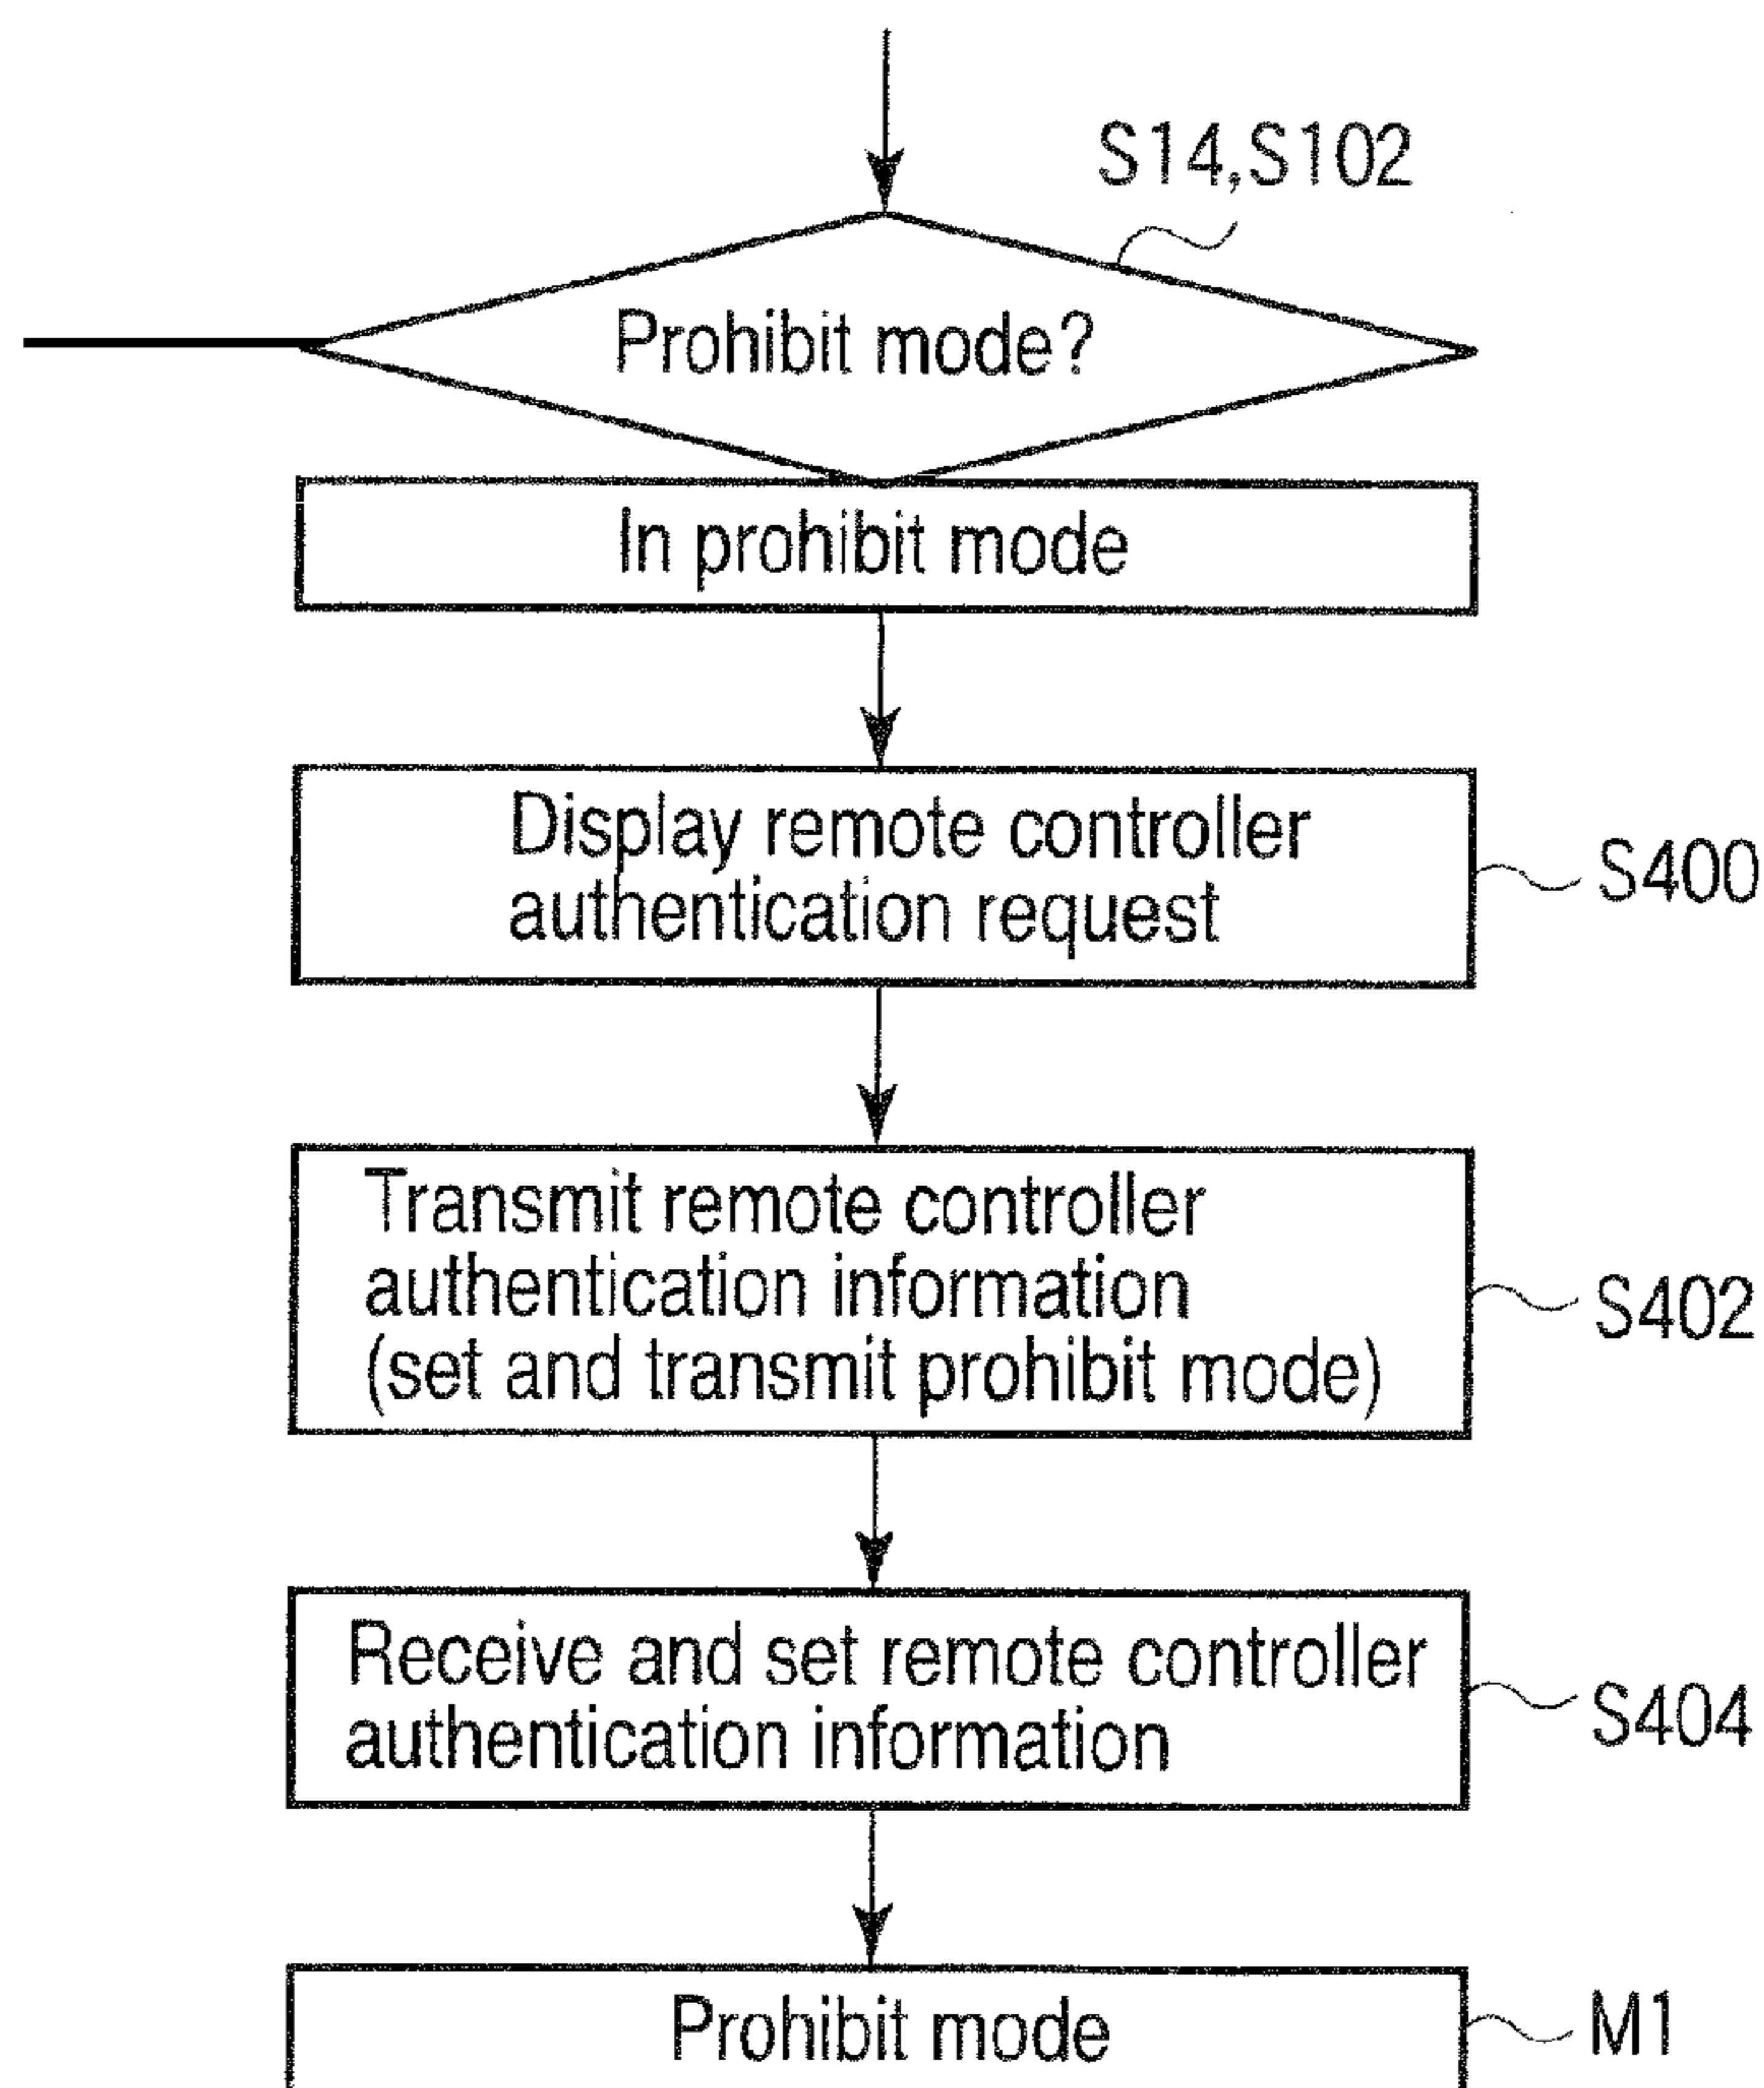 S14,S102
Prohibit mode?
In prohibit mode
Display remote controller
authentication request
S400
Transmit remote controller
authentication information
(set and transmit prohibit mode)
S402
Receive and set remote controller
authentication information
S404
Prohibit mode
M1